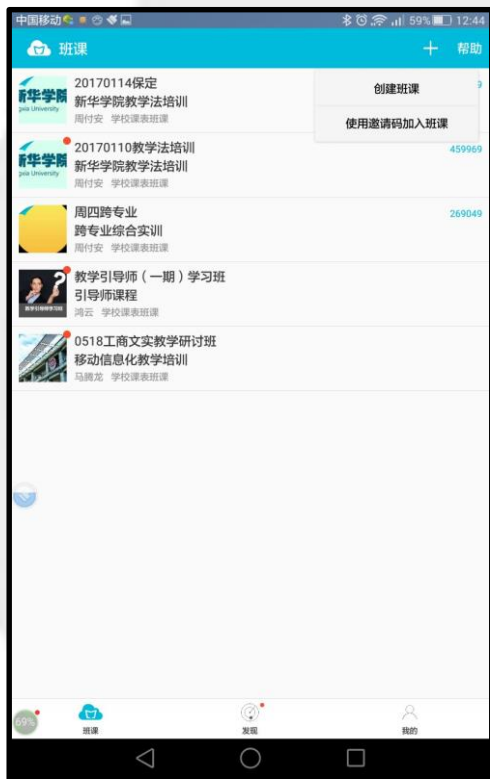 中国移动 59% 12:44
班课 帮助
20170114保定
新华学院教学法培训
周付安 学校课表班课
创建班课
使用邀请码加入班课
20170110教学法培训 459969
新华学院教学法培训
周付安 学校课表班课
周四跨专业 269049
跨专业综合实训
周付安 学校课表班课
教学引导师（一期）学习班
引导师课程
鸿云 学校课表班课
0518工商文实教学研讨班
移动信息化教学培训
马腾龙 学校课表班课
69%
班课 发现 我的